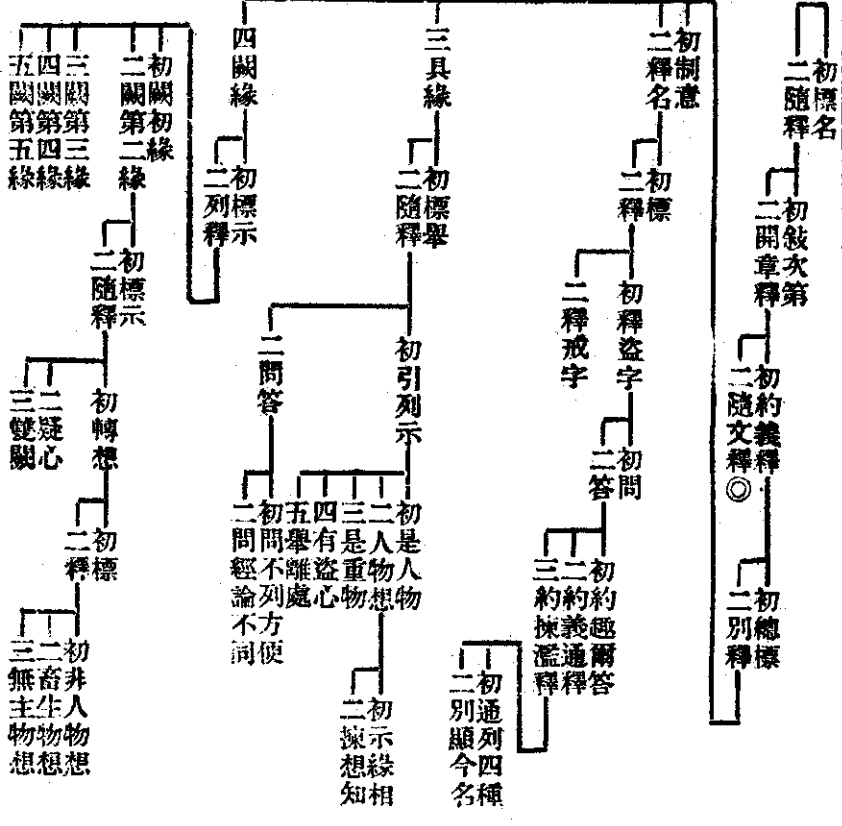 初標名
二隨釋
初敍次第
二開章釋
初約義釋
二隨文釋◎
初總標
二別釋
初制意
二釋名
初標
二釋
初釋盜字
二釋戒字
初問
二答
初約趣爾答
二約義通釋
三約揀濫釋
初通列四種
二別顯今名
三具緣
初標舉
二隨釋
初引列示
二問答
初是人物
二人物想
三是重物
四有盜心
五舉離處
初示緣相
二揀想知
初問不列方便
二問經論不同
四闕緣
初標示
二列釋
初闕初緣
二闕第二緣
三闕第三緣
四闕第四緣
五闕第五緣
初標示
二隨釋
初轉想
二疑心
三雙闕
初標
二釋
初非人物想
二畜生物想
三無主物想